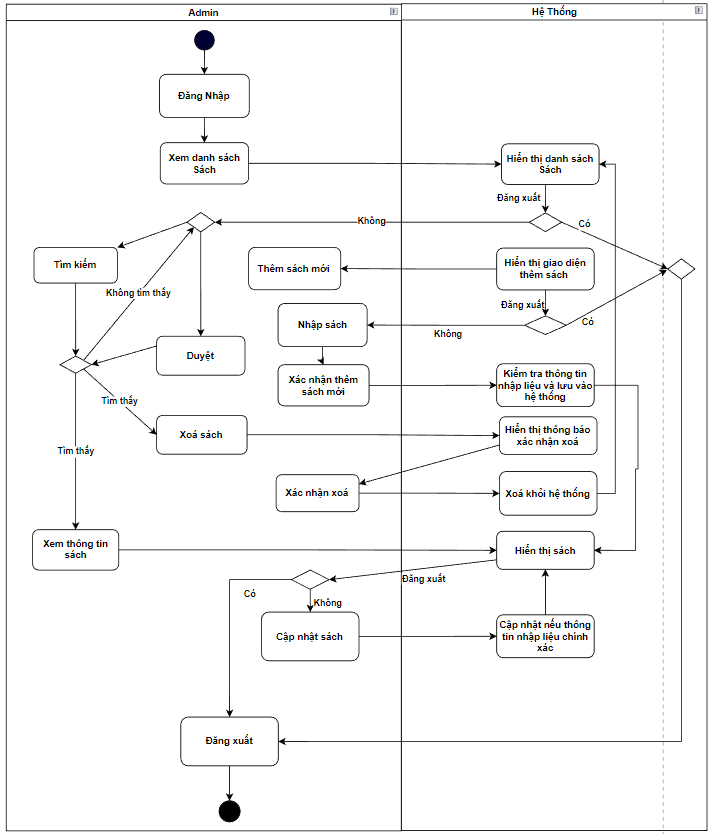 Admin
Hệ Thống
Đăng Nhập
Xem danh sách
Sách
Hiển thị danh sách
Sách
Đăng xuất
Không
Có
Tìm kiếm
Thêm sách mới
Hiển thị giao diện
thêm sách
Không tìm thấy
Đăng xuất
Nhập sách
Không
Có
Duyệt
Xác nhận thêm
sách mới
Kiểm tra thông tin
nhập liệu và lưu vào
hệ thống
Tìm thấy
Xoá sách
Hiển thị thông báo
xác nhận xoá
Tìm thấy
Xác nhận xoá
Xoá khỏi hệ thống
Xem thông tin
sách
Hiển thị sách
Đăng xuất
Có
Không
Cập nhật sách
Cập nhật nếu thông
tin nhập liệu chính
xác
Đăng xuất